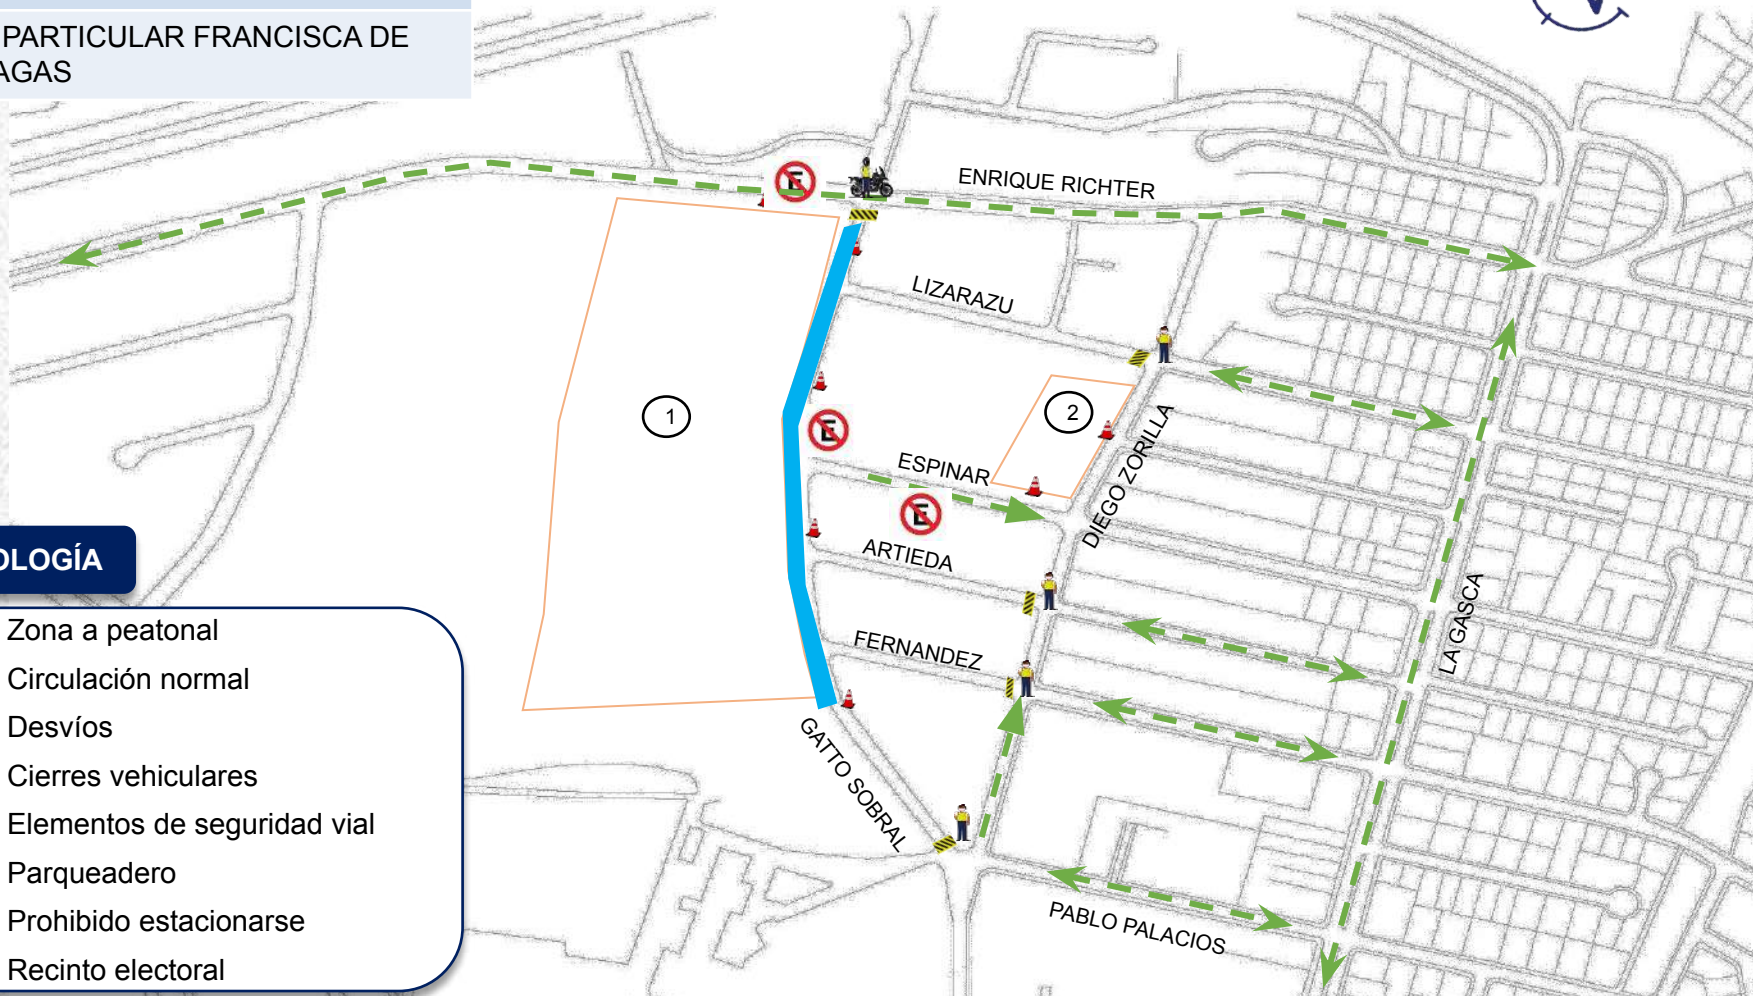 PARTICULAR FRANCISCA DE
AGAS
ENRIQUE RICHTER
LIZARAZU
1
2
ESPINAR
DIEGO ZORILLA
ARTIEDA
FERNANDEZ
LA GASCA
GATTO SOBRAL
PABLO PALACIOS
OLOGÍA
Zona a peatonal
Circulación normal
Desvíos
Cierres vehiculares
Elementos de seguridad vial
Parqueadero
Prohibido estacionarse
Recinto electoral
E
E
E